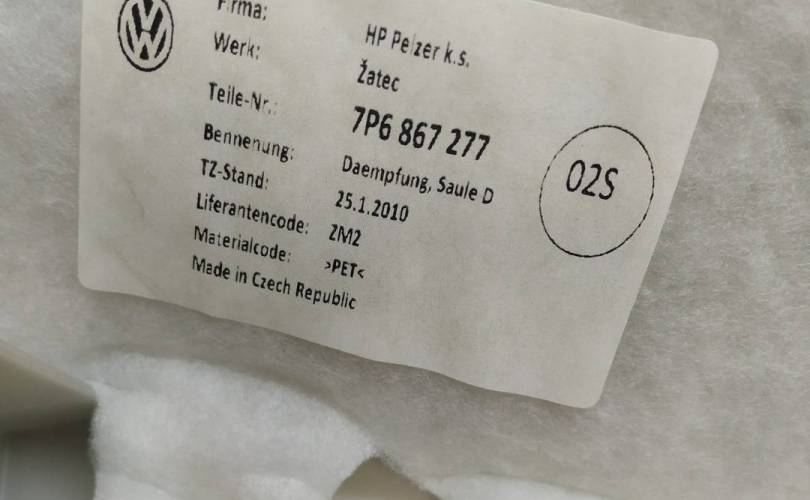 VW
Firma: HP Pelzer k.s.
Werk: Žatec
Teile-Nr.: 7P6 867 277
Bennenung: Daempfung, Saule D
TZ-Stand: 25.1.2010
Liferantencode: ZM2
Materialcode: >PET<
Made in Czech Republic
02S